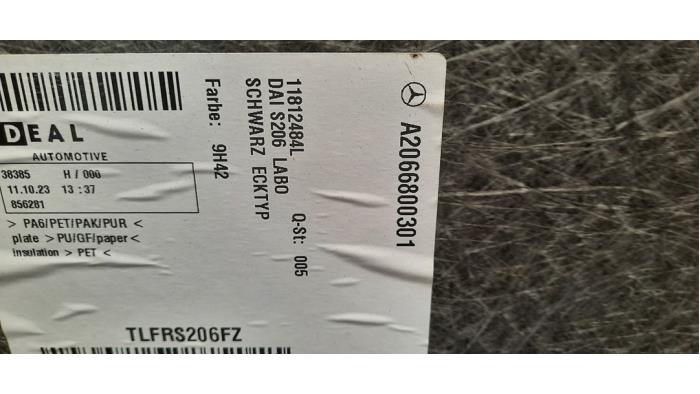 DEAL
AUTOMOTIVE
38385 H/000
11.10.23 13:37
856281
> PA6/PET/PAK/PUR <
plate > PU/GF/paper <
insulation > PET <
TLFRS206FZ
A2066800301
11812484L
DAI S206 LABO Q-St: 005
SCHWARZ ECKTYP
Farbe: 9H42